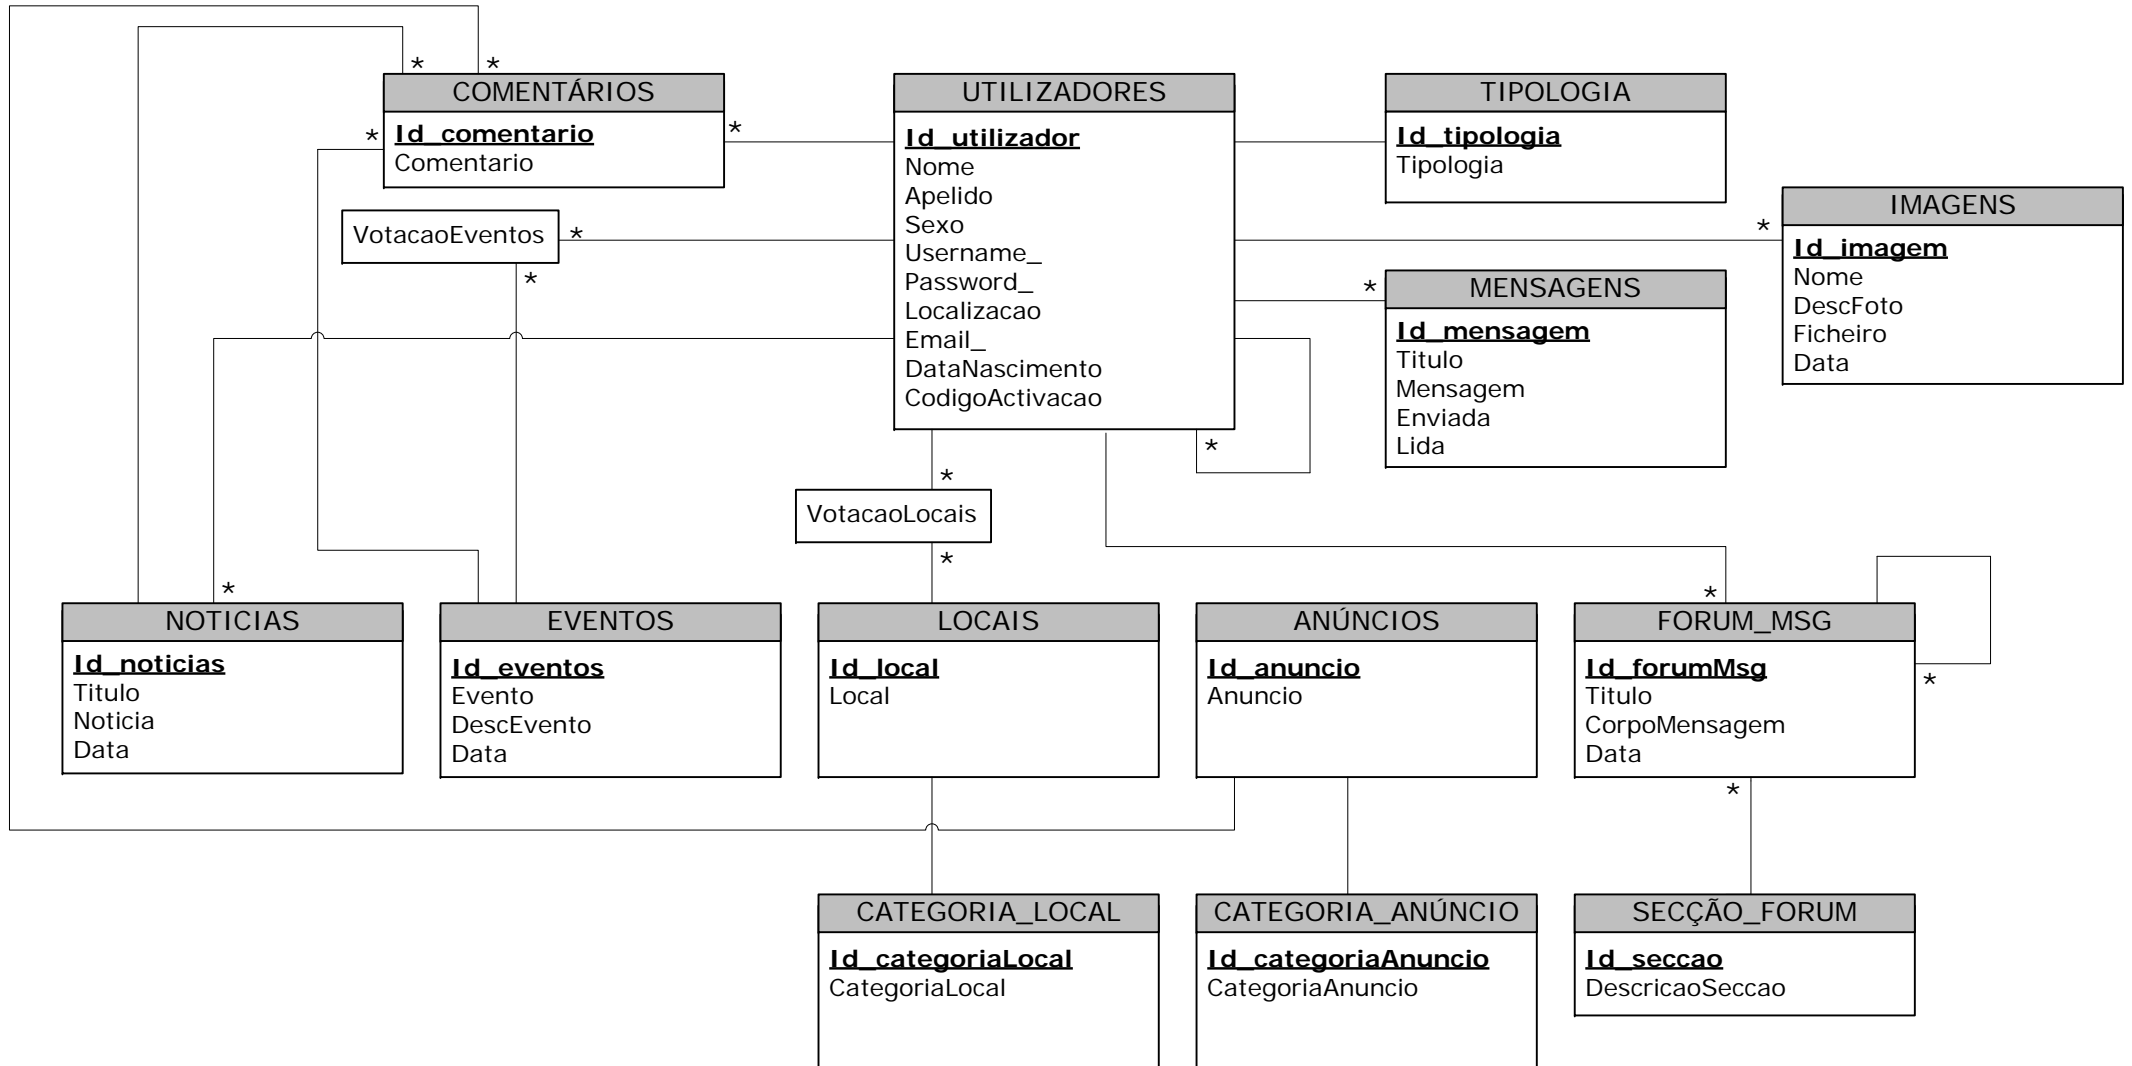 *
*
COMENTÁRIOS
Id_comentario
Comentario
*
*
UTILIZADORES
Id_utilizador
Nome
Apelido
Sexo
Username_
Password_
Localizacao
Email_
DataNascimento
CodigoActivacao
TIPOLOGIA
Id_tipologia
Tipologia
IMAGENS
Id_imagem
Nome
DescFoto
Ficheiro
Data
*
VotacaoEventos
*
*
MENSAGENS
Id_mensagem
Titulo
Mensagem
Enviada
Lida
*
*
*
VotacaoLocais
*
*
NOTICIAS
Id_noticias
Titulo
Noticia
Data
EVENTOS
Id_eventos
Evento
DescEvento
Data
LOCAIS
Id_local
Local
ANÚNCIOS
Id_anuncio
Anuncio
*
FORUM_MSG
Id_forumMsg
Titulo
CorpoMensagem
Data
*
*
CATEGORIA_LOCAL
Id_categoriaLocal
CategoriaLocal
CATEGORIA_ANÚNCIO
Id_categoriaAnuncio
CategoriaAnuncio
SECÇÃO_FORUM
Id_seccao
DescricaoSeccao